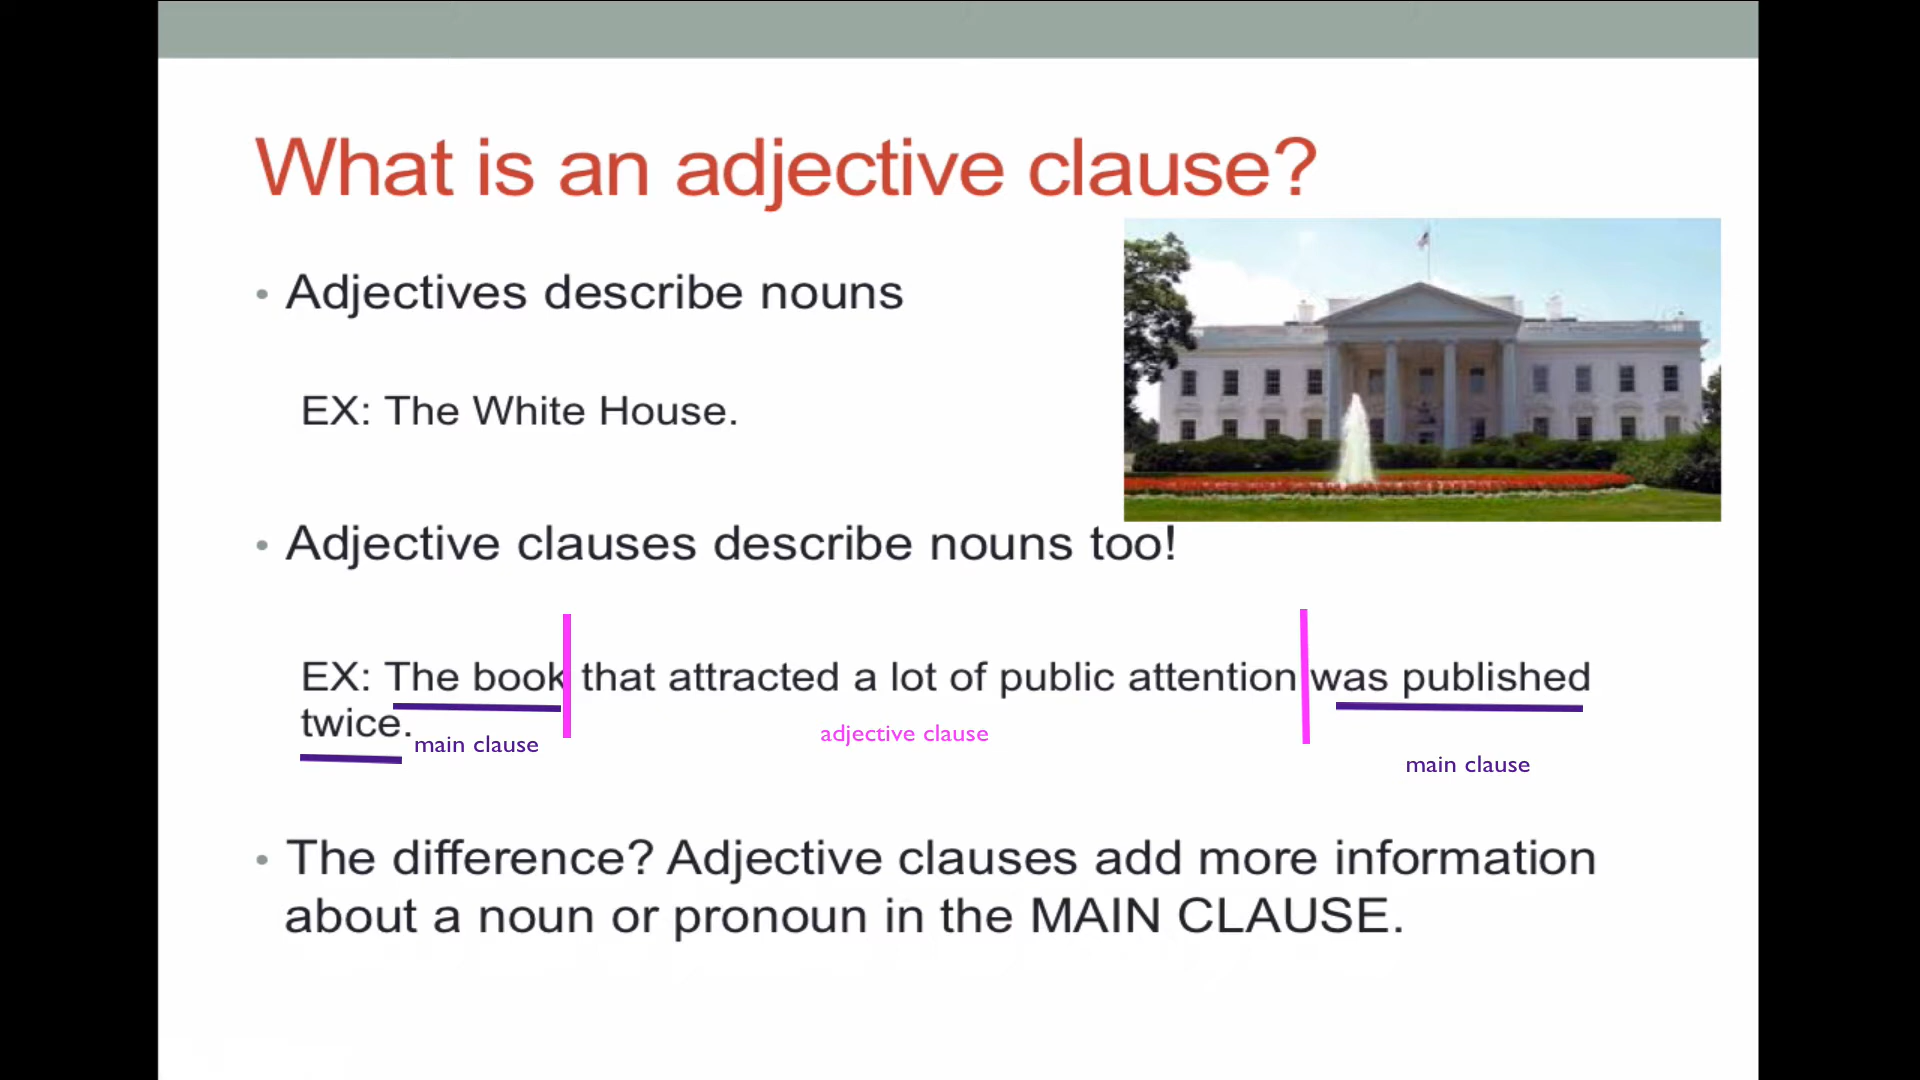 What is an adjective clause?
• Adjectives describe nouns
EX: The White House.
• Adjective clauses describe nouns too!
EX: The book that attracted a lot of public attention was published
twice.
main clause
adjective clause
main clause
• The difference? Adjective clauses add more information
about a noun or pronoun in the MAIN CLAUSE.